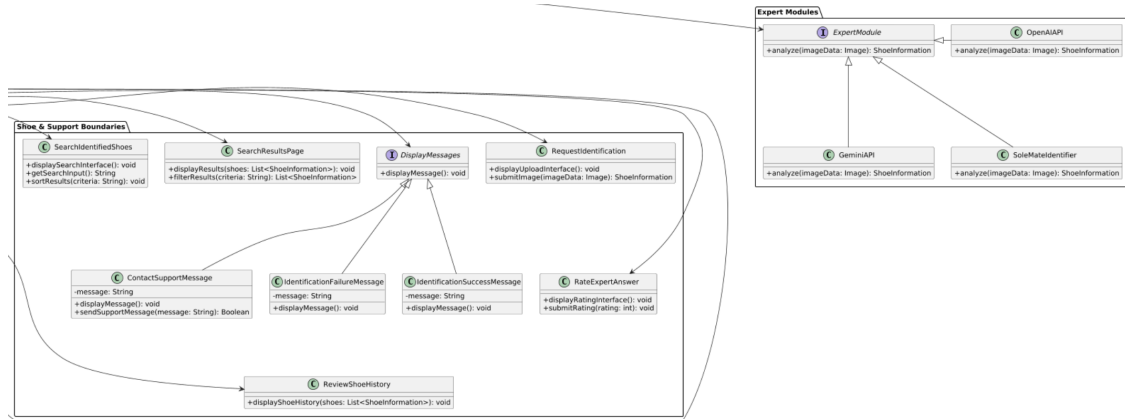 Expert Modules
I ExpertModule
+analyze(imageData: Image): ShoeInformation
C OpenAIAPI
+analyze(imageData: Image): ShoeInformation
C GeminiAPI
+analyze(imageData: Image): ShoeInformation
C SoleMateIdentifier
+analyze(imageData: Image): ShoeInformation
Shoe & Support Boundaries
C SearchIdentifiedShoes
+displaySearchInterface(): void
+getSearchInput(): String
+sortResults(criteria: String): void
C SearchResultsPage
+displayResults(shoes: List<ShoeInformation>): void
+filterResults(criteria: String): List<ShoeInformation>
I DisplayMessages
+displayMessage(): void
C RequestIdentification
+displayUploadInterface(): void
+submitImage(imageData: Image): ShoeInformation
C ContactSupportMessage
-message: String
+displayMessage(): void
+sendSupportMessage(message: String): Boolean
C IdentificationFailureMessage
-message: String
+displayMessage(): void
C IdentificationSuccessMessage
-message: String
+displayMessage(): void
C RateExpertAnswer
+displayRatingInterface(): void
+submitRating(rating: int): void
C ReviewShoeHistory
+displayShoeHistory(shoes: List<ShoeInformation>): void